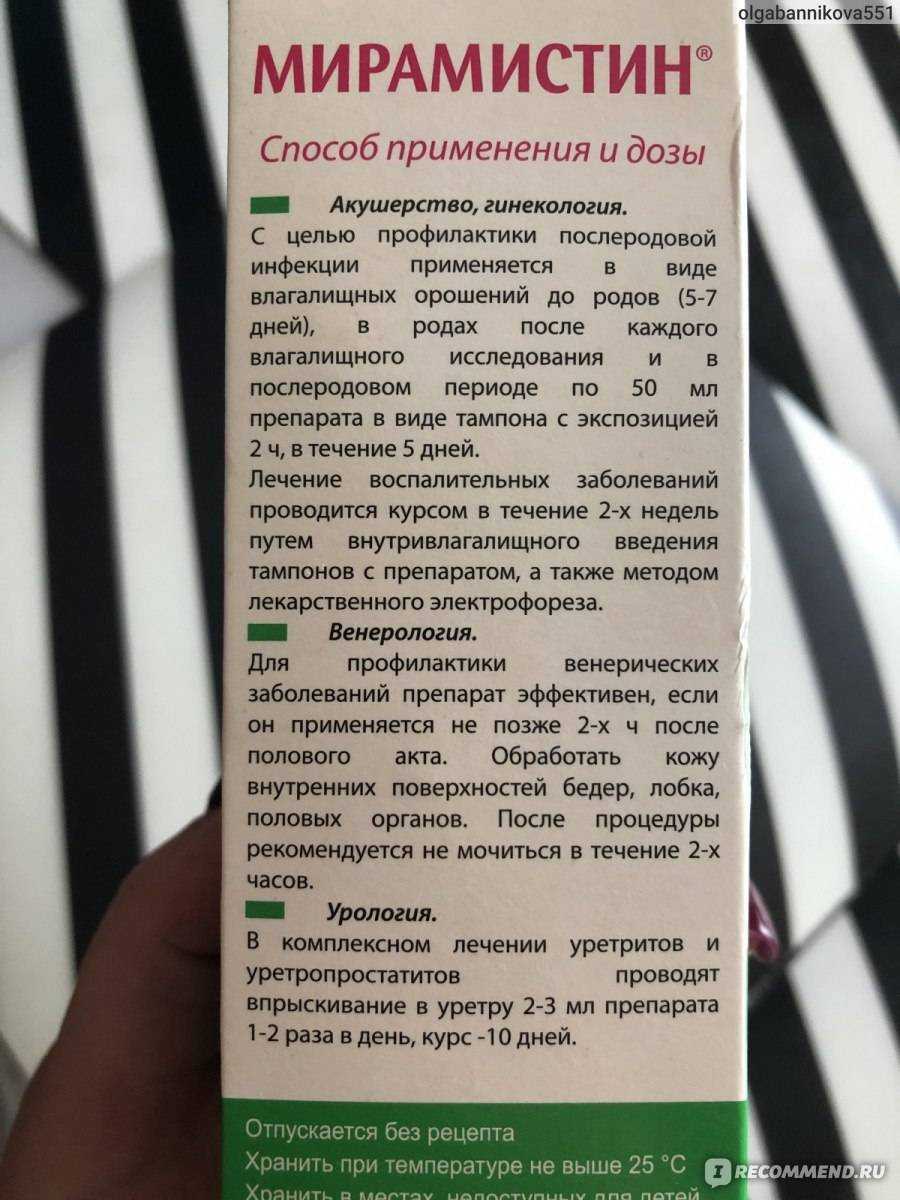 olgabannikova551
МИРАМИСТИН®
Способ применения и дозы
Акушерство, гинекология.
С целью профилактики послеродовой
инфекции применяется в виде
влагалищных орошений до родов (5-7
дней), в родах после каждого
влагалищного исследования и в
послеродовом периоде по 50 мл
препарата в виде тампона с экспозицией
2 ч, в течение 5 дней.
Лечение воспалительных заболеваний
проводится курсом в течение 2-х недель
путем внутривлагалищного введения
тампонов с препаратом, а также методом
лекарственного электрофореза.
Венерология.
Для профилактики венерических
заболеваний препарат эффективен, если
он применяется не позже 2-х ч после
полового акта. Обработать кожу
внутренних поверхностей бедер, лобка,
половых органов. После процедуры
рекомендуется не мочиться в течение 2-х
часов.
Урология.
В комплексном лечении уретритов и
уретропростатитов проводят
впрыскивание в уретру 2-3 мл препарата
1-2 раза в день, курс -10 дней.
Отпускается без рецепта
Хранить при температуре не выше 25 °С
Хранить в местах, недоступных для детей
I RECOMMEND.RU